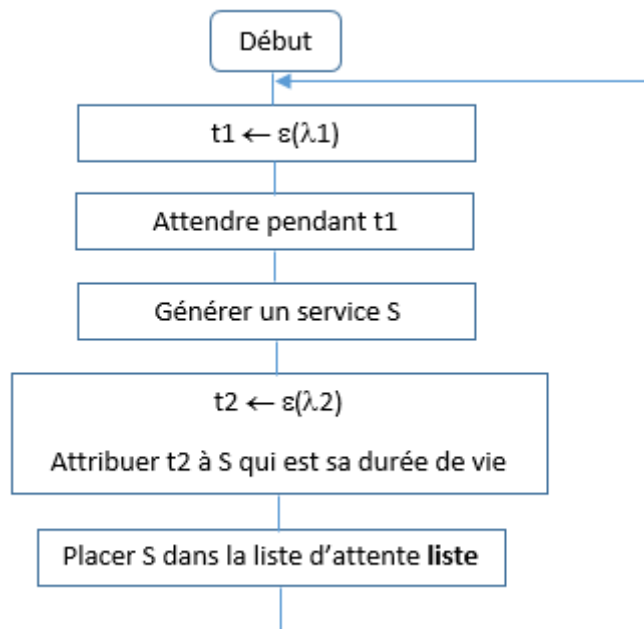 Début
t1 ← ε(λ1)
Attendre pendant t1
Générer un service S
t2 ← ε(λ2)
Attribuer t2 à S qui est sa durée de vie
Placer S dans la liste d’attente liste